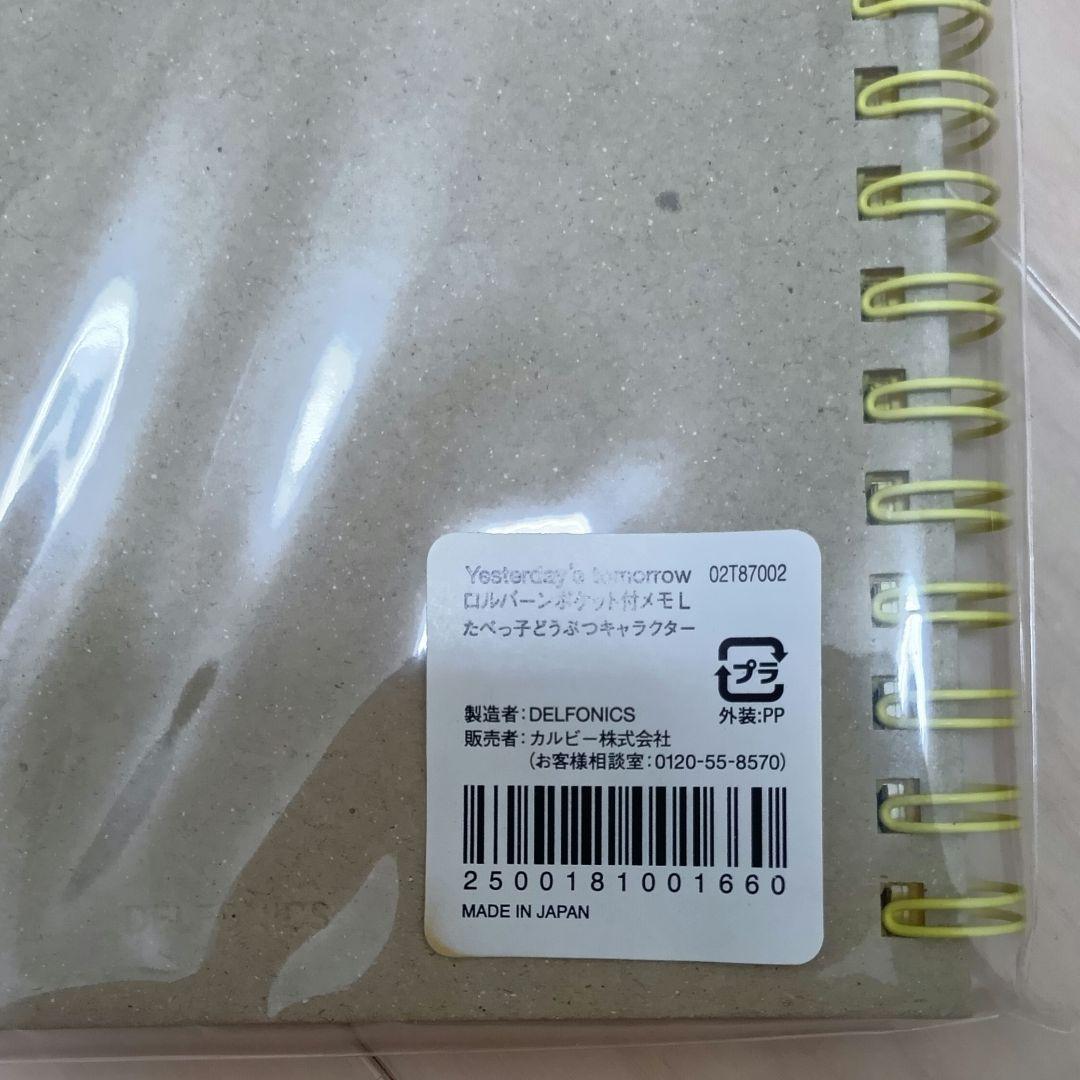 Yesterday's tomorrow 02T87002
ロルバーンポケット付メモL
たべっ子どうぶつキャラクター
プラ
外装:PP
製造者:DELFONICS
販売者:カルビー株式会社
(お客様相談室:0120-55-8570)
2500181001660
MADE IN JAPAN
DELFONICS